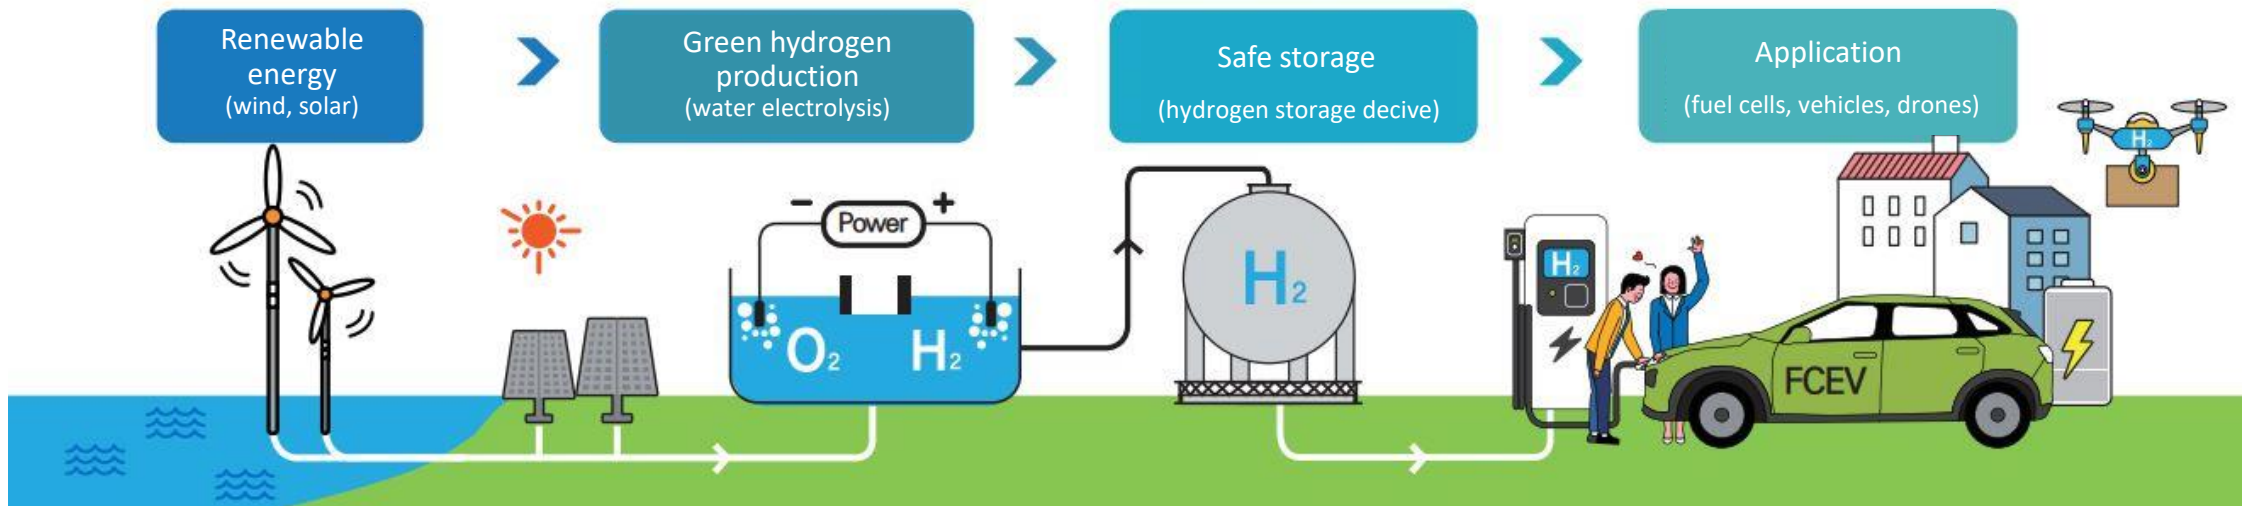 Renewable
energy
(wind, solar)
Green hydrogen
production
(water electrolysis)
Safe storage
(hydrogen storage decive)
Application
(fuel cells, vehicles, drones)
H2
− Power +
O2
H2
H2
H2
FCEV